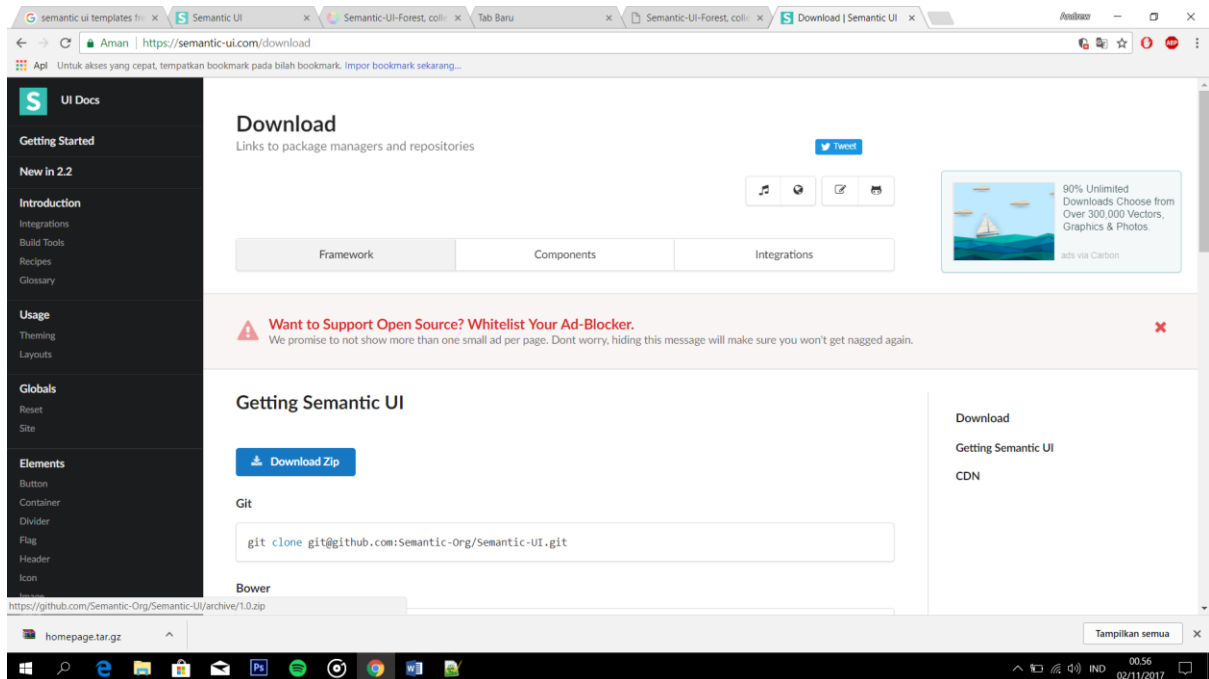 semantic ui templates fre
Semantic UI
Semantic-UI-Forest, colle
Tab Baru
Semantic-UI-Forest, colle
Download | Semantic UI
Andrew
Aman | https://semantic-ui.com/download
ABP
Apl Untuk akses yang cepat, tempatkan bookmark pada bilah bookmark. Impor bookmark sekarang...
S UI Docs
Getting Started
New in 2.2
Introduction
Integrations
Build Tools
Recipes
Glossary
Usage
Theming
Layouts
Globals
Reset
Site
Elements
Button
Container
Divider
Flag
Header
Icon
Image
Download
Links to package managers and repositories
Tweet
Framework
Components
Integrations
90% Unlimited
Downloads Choose from
Over 300,000 Vectors,
Graphics & Photos.
ads via Carbon
Want to Support Open Source? Whitelist Your Ad-Blocker.
We promise to not show more than one small ad per page. Dont worry, hiding this message will make sure you won't get nagged again.
Getting Semantic UI
Download Zip
Git
git clone git@github.com:Semantic-Org/Semantic-UI.git
Bower
Download
Getting Semantic UI
CDN
https://github.com/Semantic-Org/Semantic-UI/archive/1.0.zip
homepage.tar.gz
Tampilkan semua
Ps
IND
00.56
02/11/2017